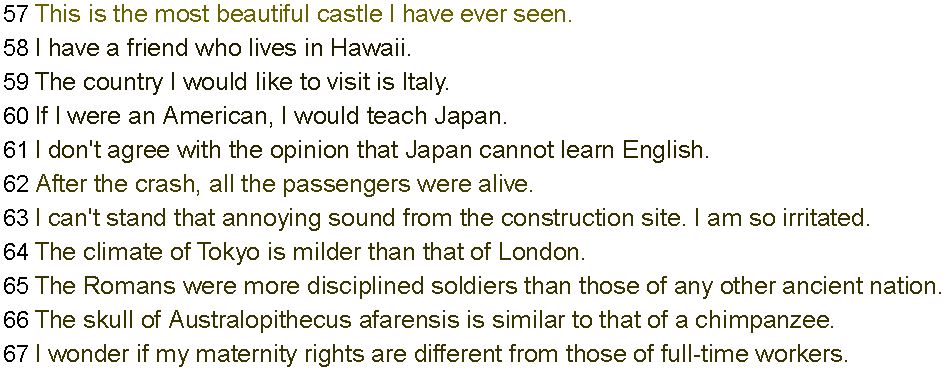 57 This is the most beautiful castle I have ever seen.
58 I have a friend who lives in Hawaii.
59 The country I would like to visit is Italy.
60 If I were an American, I would teach Japan.
61 I don't agree with the opinion that Japan cannot learn English.
62 After the crash, all the passengers were alive.
63 I can't stand that annoying sound from the construction site. I am so irritated.
64 The climate of Tokyo is milder than that of London.
65 The Romans were more disciplined soldiers than those of any other ancient nation.
66 The skull of Australopithecus afarensis is similar to that of a chimpanzee.
67 I wonder if my maternity rights are different from those of full-time workers.